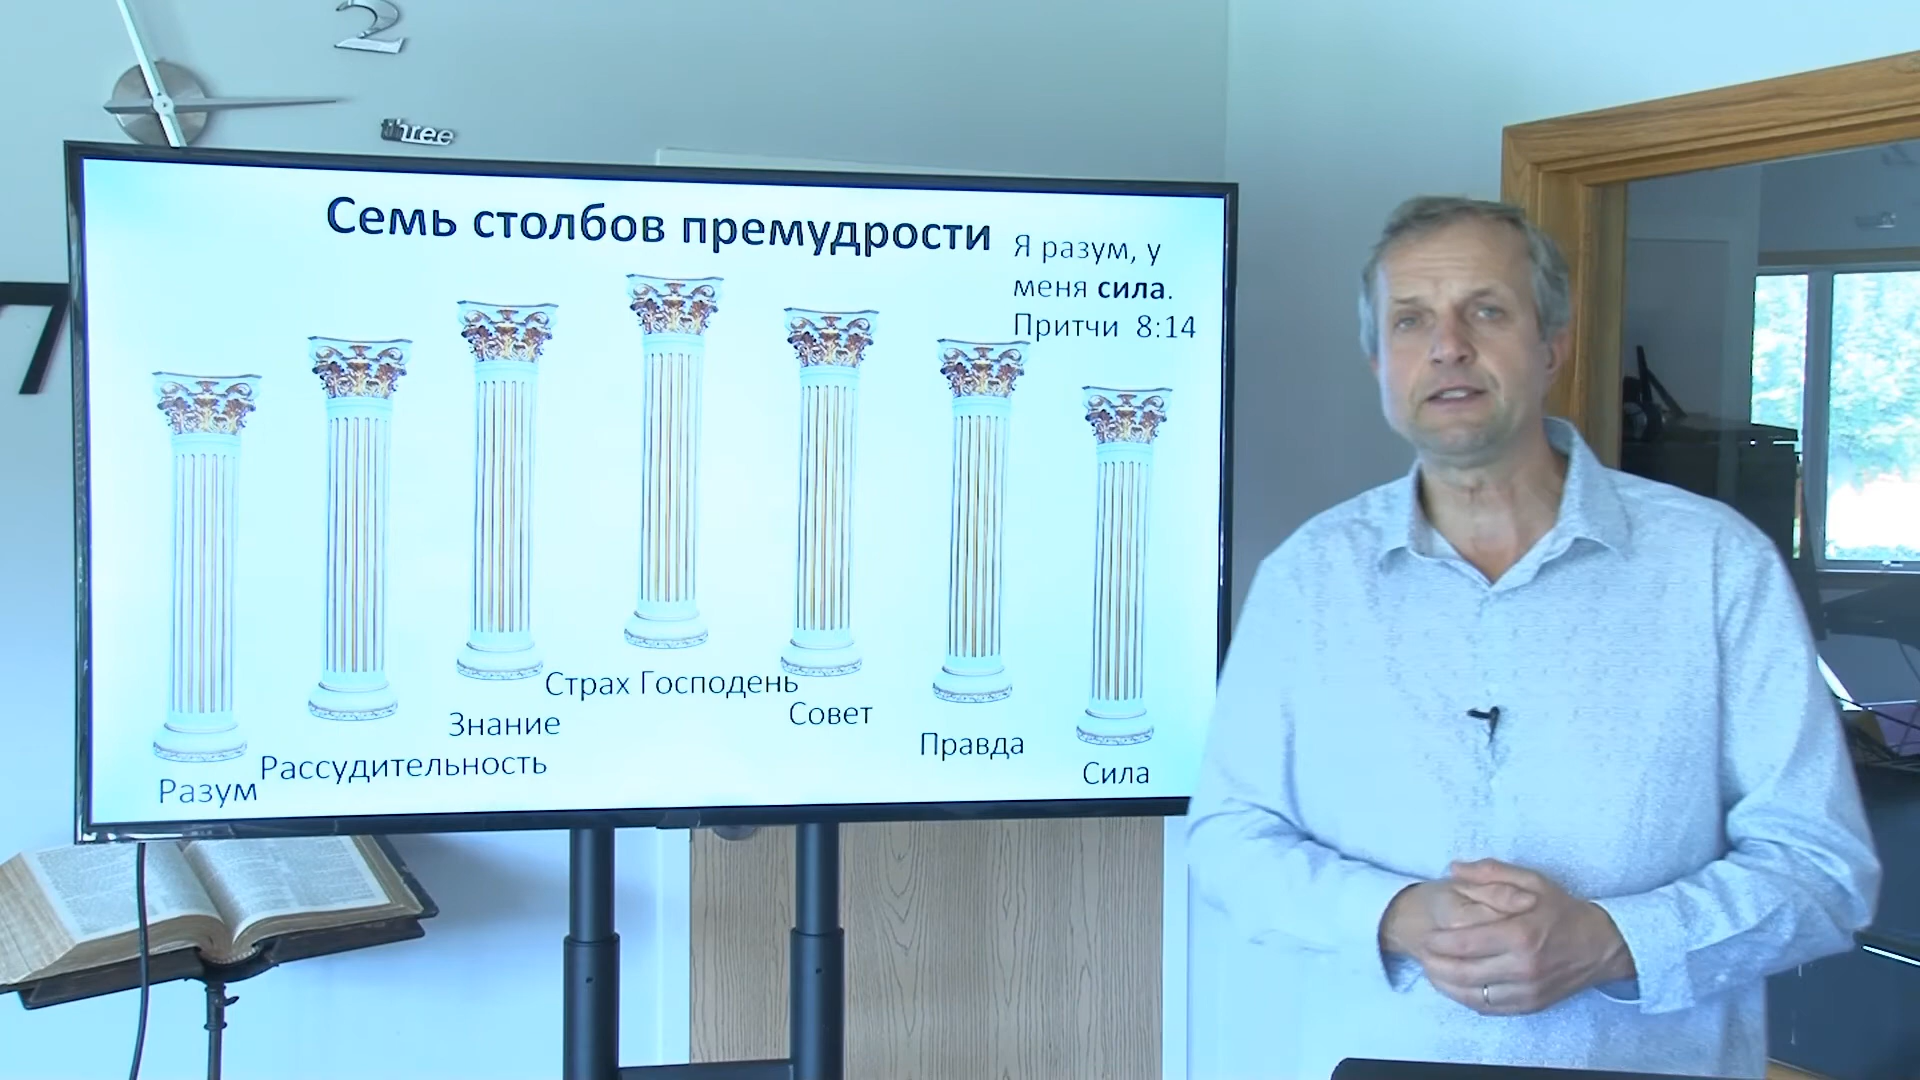 2
three
7
Семь столбов премудрости
Я разум, у
меня сила.
Притчи 8:14
Страх Господень
Знание
Совет
Правда
Рассудительность
Сила
Разум